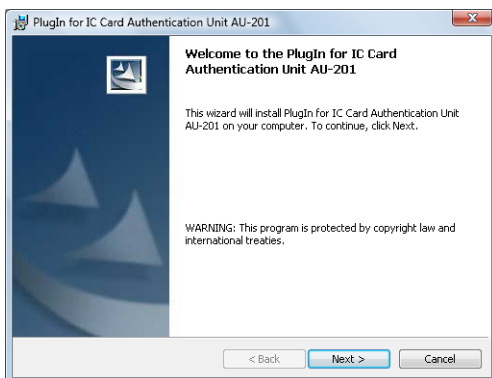 PlugIn for IC Card Authentication Unit AU-201
Welcome to the PlugIn for IC Card
Authentication Unit AU-201
This wizard will install PlugIn for IC Card Authentication Unit
AU-201 on your computer. To continue, click Next.
WARNING: This program is protected by copyright law and
international treaties.
< Back
Next >
Cancel